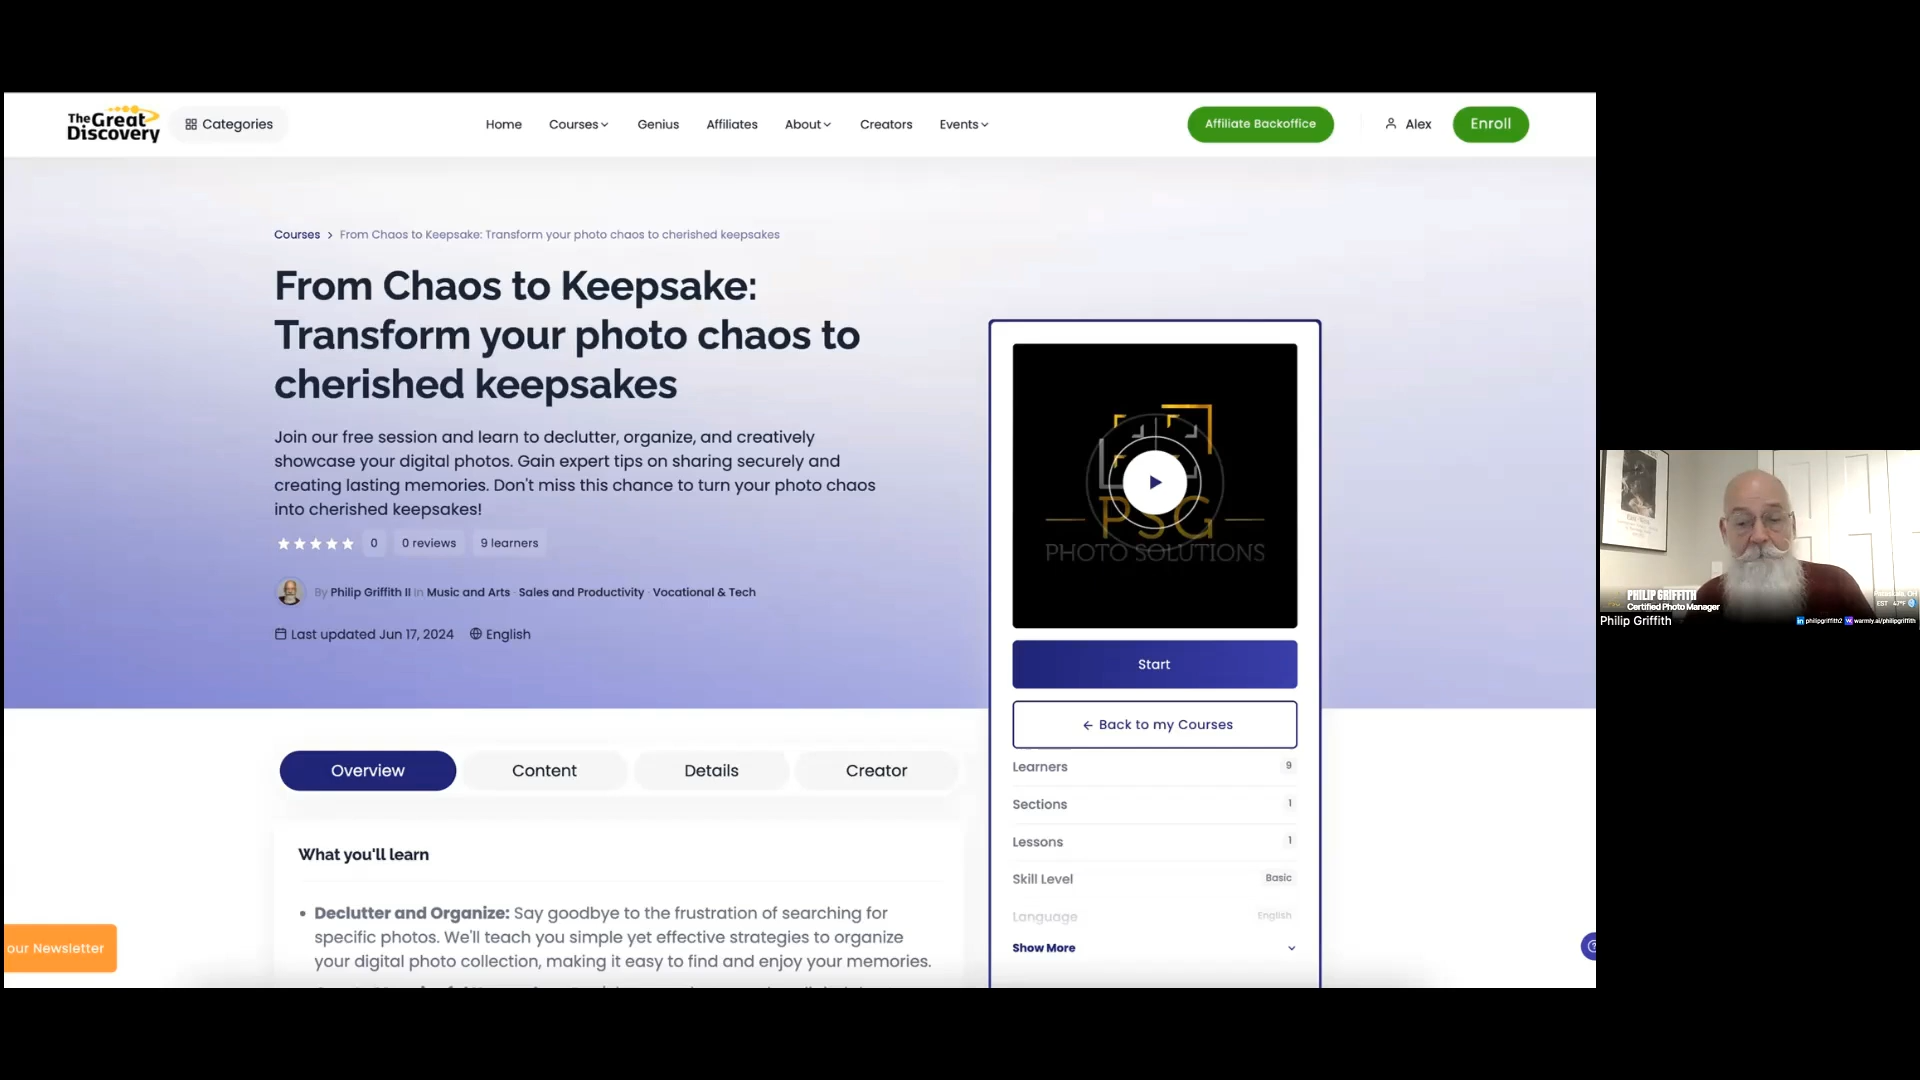 The Great
Discovery
Categories
Home
Courses
Genius
Affiliates
About
Creators
Events
Affiliate Backoffice
Alex
Enroll
Courses > From Chaos to Keepsake: Transform your photo chaos to cherished keepsakes
From Chaos to Keepsake:
Transform your photo chaos to
cherished keepsakes
Join our free session and learn to declutter, organize, and creatively
showcase your digital photos. Gain expert tips on sharing securely and
creating lasting memories. Don't miss this chance to turn your photo chaos
into cherished keepsakes!
0
0 reviews
9 learners
By Philip Griffith II in Music and Arts · Sales and Productivity · Vocational & Tech
Last updated Jun 17, 2024
English
PSG
PHOTO SOLUTIONS
Start
← Back to my Courses
Learners 9
Sections 1
Lessons 1
Skill Level Basic
Language English
Show More
Overview
Content
Details
Creator
What you'll learn
• Declutter and Organize: Say goodbye to the frustration of searching for
specific photos. We'll teach you simple yet effective strategies to organize
your digital photo collection, making it easy to find and enjoy your memories.
our Newsletter
PHILIP GRIFFITH
Certified Photo Manager
EST 47°F
philipgriffith2
warmly.ai/philipgriffith
Philip Griffith